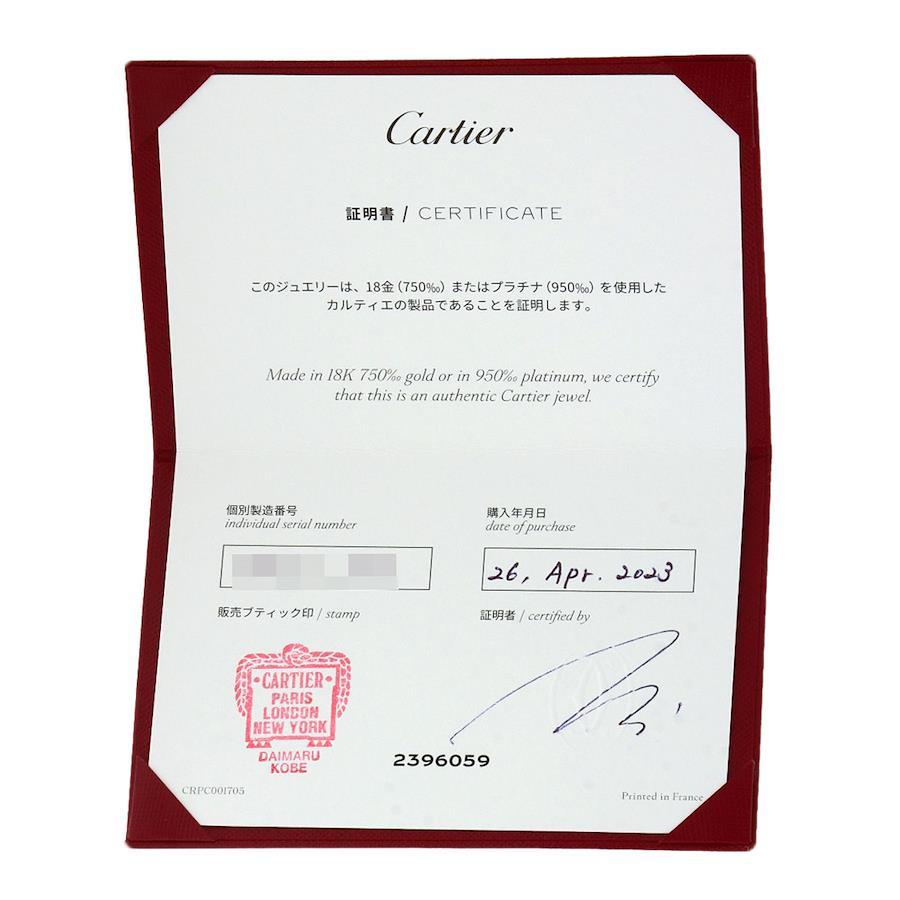 Cartier
証明書 / CERTIFICATE
このジュエリーは、18金（750‰）またはプラチナ（950‰）を使用した
カルティエの製品であることを証明します。
Made in 18K 750‰ gold or in 950‰ platinum, we certify
that this is an authentic Cartier jewel.
個別製造番号
individual serial number
購入年月日
date of purchase
26, Apr. 2023
販売ブティック印 / stamp
証明者 / certified by
·CARTIER·
PARIS
LONDON
NEW YORK
DAIMARU
KOBE
2396059
CRPC001705
Printed in France